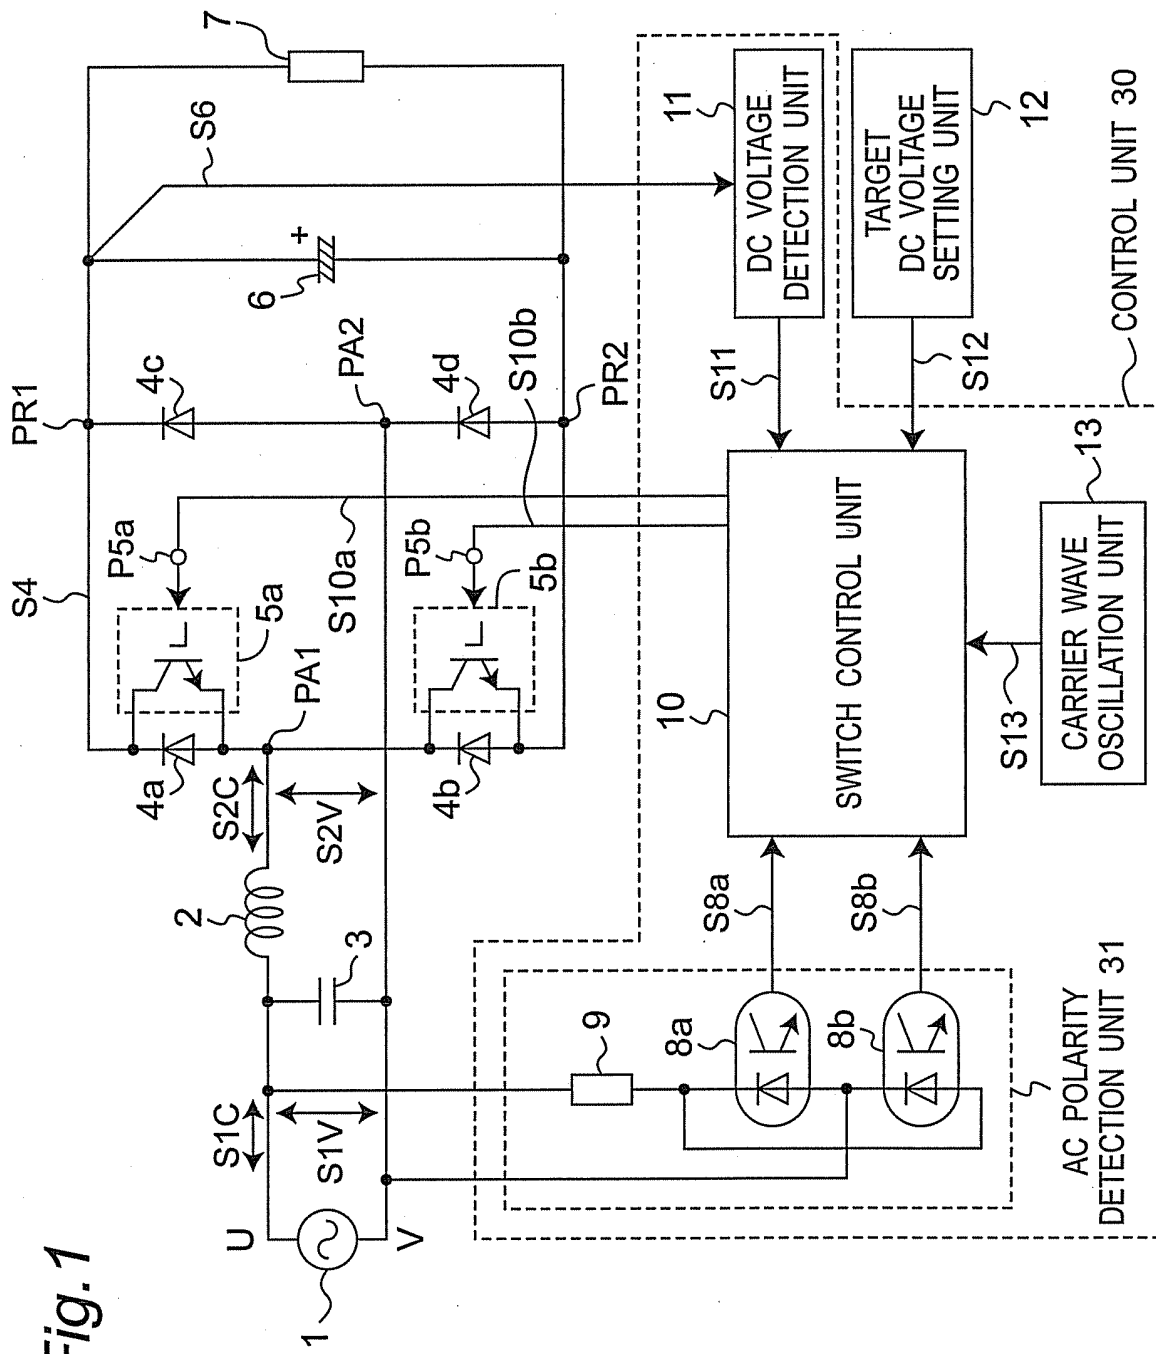 Fig.1
1
U
V
S1C
S1V
3
2
S2C
S2V
4a
PA1
5a
P5a
S4
PR1
4c
PA2
4d
PR2
4b
5b
P5b
S10a
S10b
6
+
S6
7
9
8a
8b
AC POLARITY
DETECTION UNIT 31
S8a
S8b
10
SWITCH CONTROL UNIT
S13
CARRIER WAVE
OSCILLATION UNIT
13
S11
S12
11
DC VOLTAGE
DETECTION UNIT
TARGET
DC VOLTAGE
SETTING UNIT
12
CONTROL UNIT 30